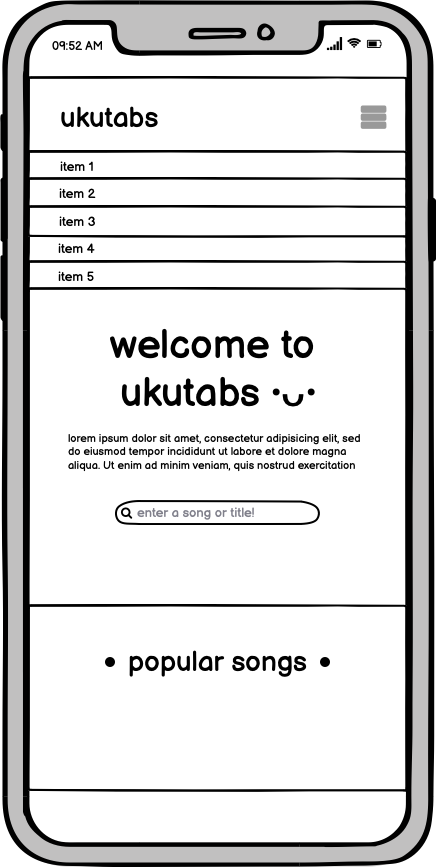 09:52 AM
ukutabs
item 1
item 2
item 3
item 4
item 5
welcome to
ukutabs ·ᴗ·
lorem ipsum dolor sit amet, consectetur adipisicing elit, sed
do eiusmod tempor incididunt ut labore et dolore magna
aliqua. Ut enim ad minim veniam, quis nostrud exercitation
enter a song or title!
• popular songs •